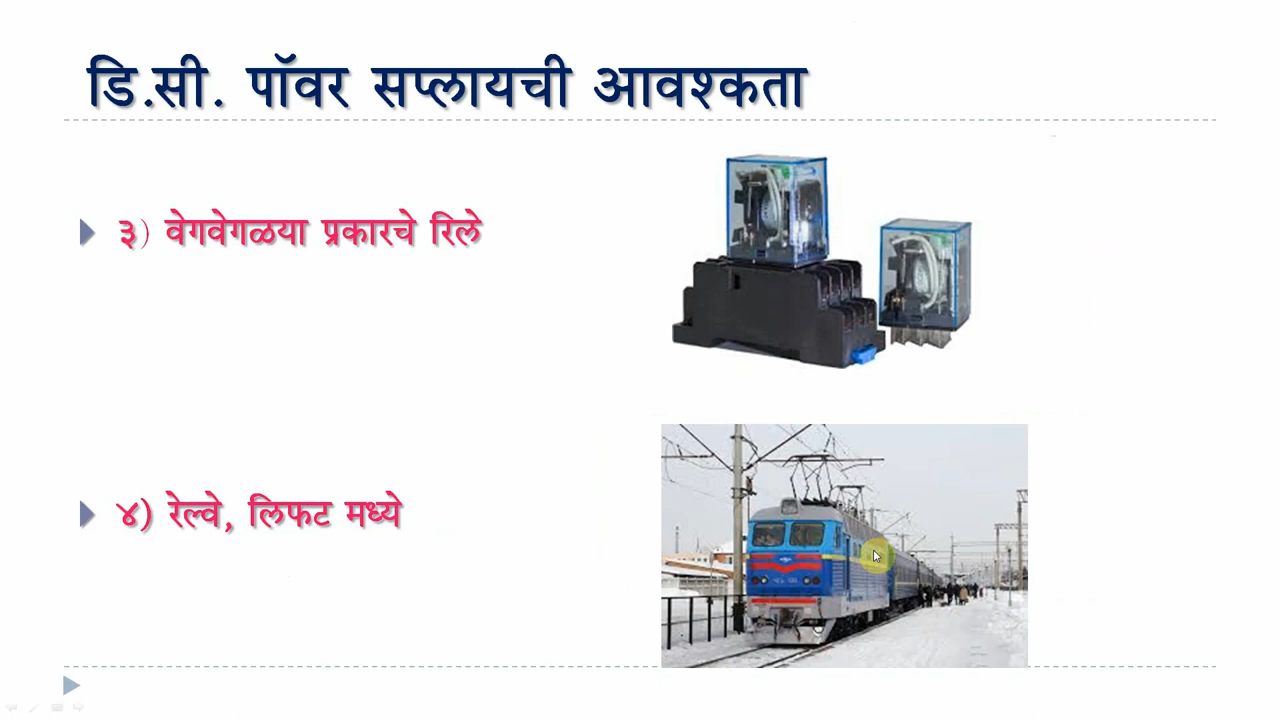 डि.सी. पॉवर सप्लायची आवश्कता
३) वेगवेगळया प्रकारचे रिले
४) रेल्वे, लिफट मध्ये